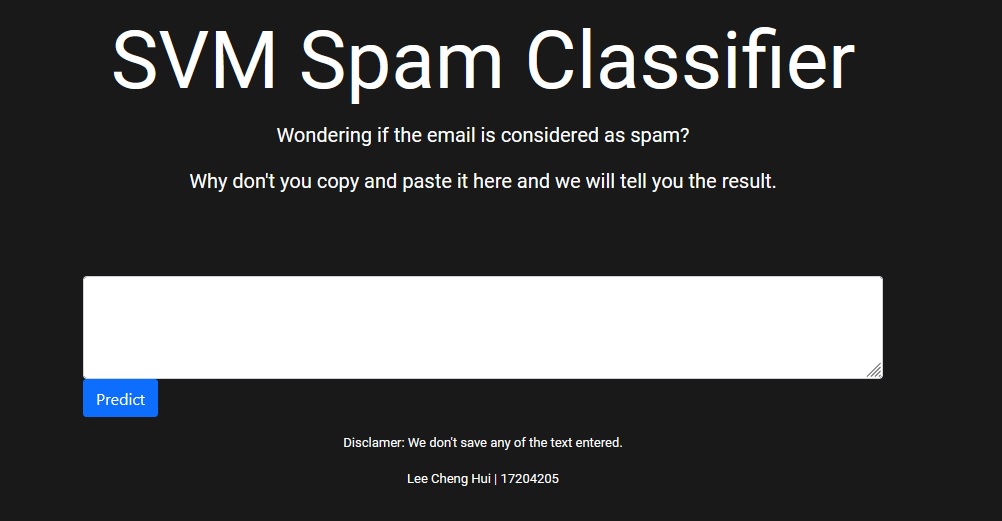 SVM Spam Classifier
Wondering if the email is considered as spam?
Why don't you copy and paste it here and we will tell you the result.
Predict
Disclamer: We don't save any of the text entered.
Lee Cheng Hui | 17204205